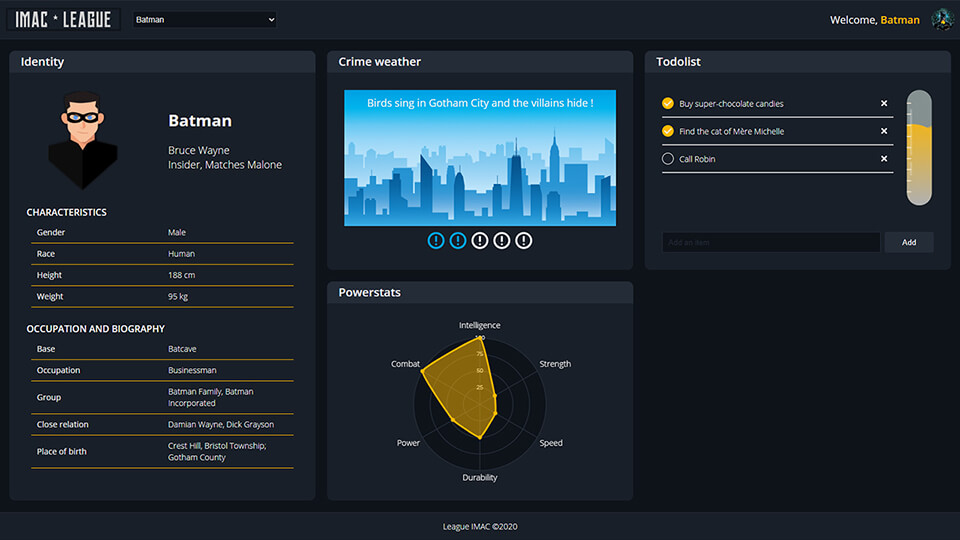 IMAC * LEAGUE
Batman
Welcome, Batman
Identity
Batman
Bruce Wayne
Insider, Matches Malone
CHARACTERISTICS
Gender Male
Race Human
Height 188 cm
Weight 95 kg
OCCUPATION AND BIOGRAPHY
Base Batcave
Occupation Businessman
Group Batman Family, Batman
Incorporated
Close relation Damian Wayne, Dick Grayson
Place of birth Crest Hill, Bristol Township;
Gotham County
Crime weather
Birds sing in Gotham City and the villains hide !
Powerstats
Intelligence
100
75
50
25
Strength
Speed
Durability
Power
Combat
Todolist
Buy super-chocolate candies
Find the cat of Mère Michelle
Call Robin
Add an item
Add
League IMAC ©2020